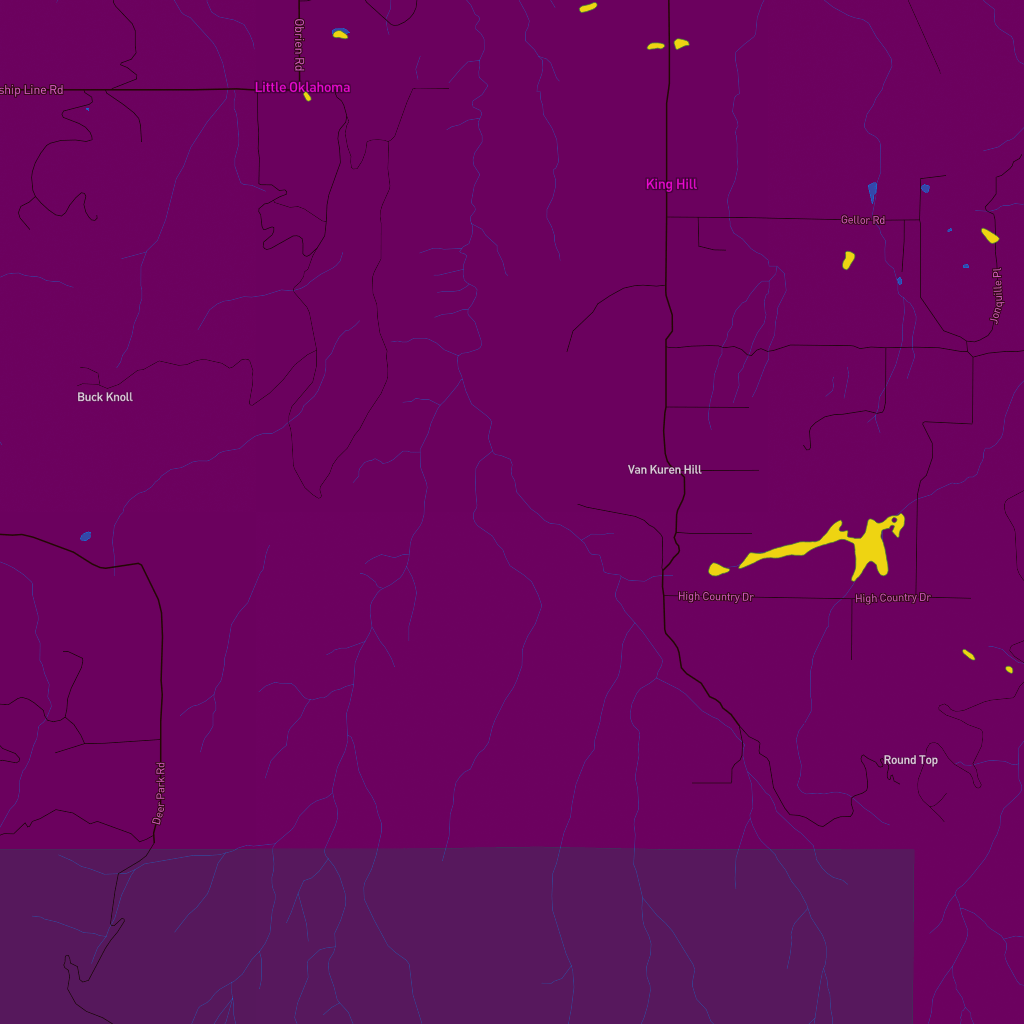 Obrien Rd
ship Line Rd
Little Oklahoma
King Hill
Gellor Rd
Jonquille Pl
Buck Knoll
Van Kuren Hill
High Country Dr
High Country Dr
Round Top
Deer Park Rd